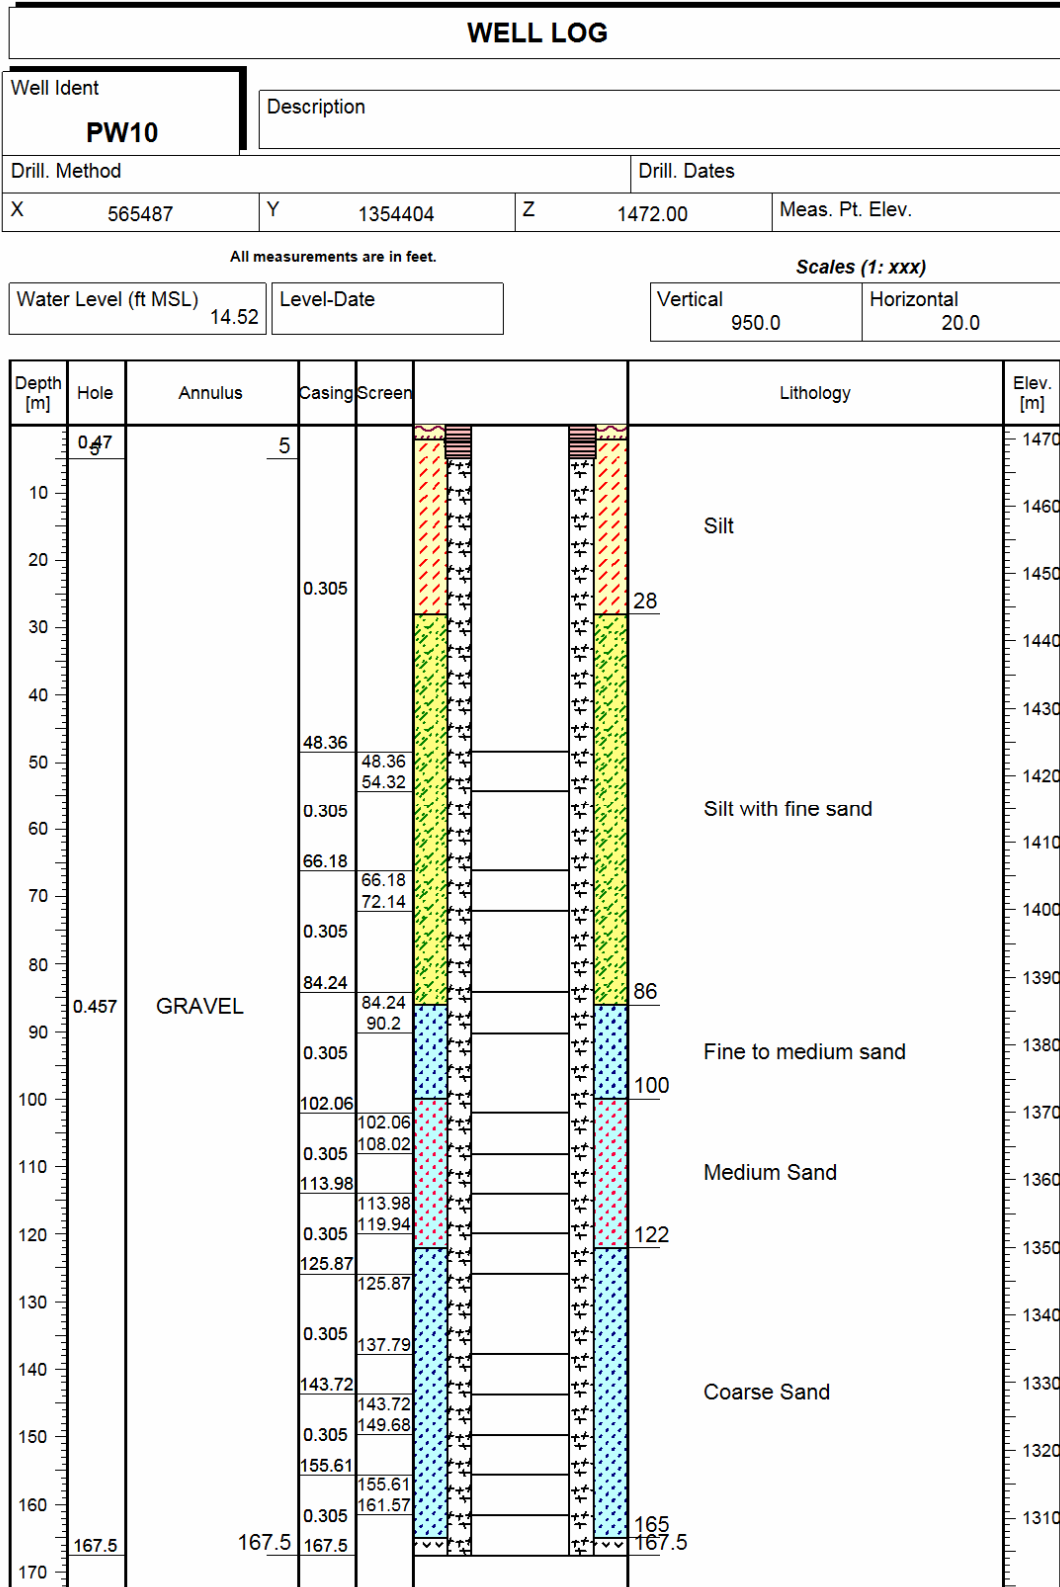 WELL LOG
Well Ident
PW10
Description
Drill. Method
Drill. Dates
X 565487 Y 1354404 Z 1472.00 Meas. Pt. Elev.
All measurements are in feet.
Scales (1: xxx)
Water Level (ft MSL) 14.52
Level-Date
Vertical 950.0
Horizontal 20.0
Depth [m] Hole Annulus Casing Screen Lithology Elev. [m]
0.47 5 1470
5
10 1460
Silt
20 1450
0.305
28
30 1440
40 1430
48.36
50 48.36 1420
54.32
0.305 Silt with fine sand
60 1410
66.18
66.18
70 72.14 1400
0.305
80 1390
84.24 86
0.457 GRAVEL 84.24
90 90.2 1380
0.305 Fine to medium sand
100 102.06 100 1370
102.06
108.02
0.305
110 Medium Sand 1360
113.98
113.98
119.94
120 0.305 122 1350
125.87
125.87
130 1340
0.305
137.79
140 143.72 Coarse Sand 1330
143.72
149.68
150 0.305 1320
155.61
155.61
160 161.57 1310
0.305 165
167.5 167.5 167.5 167.5
170